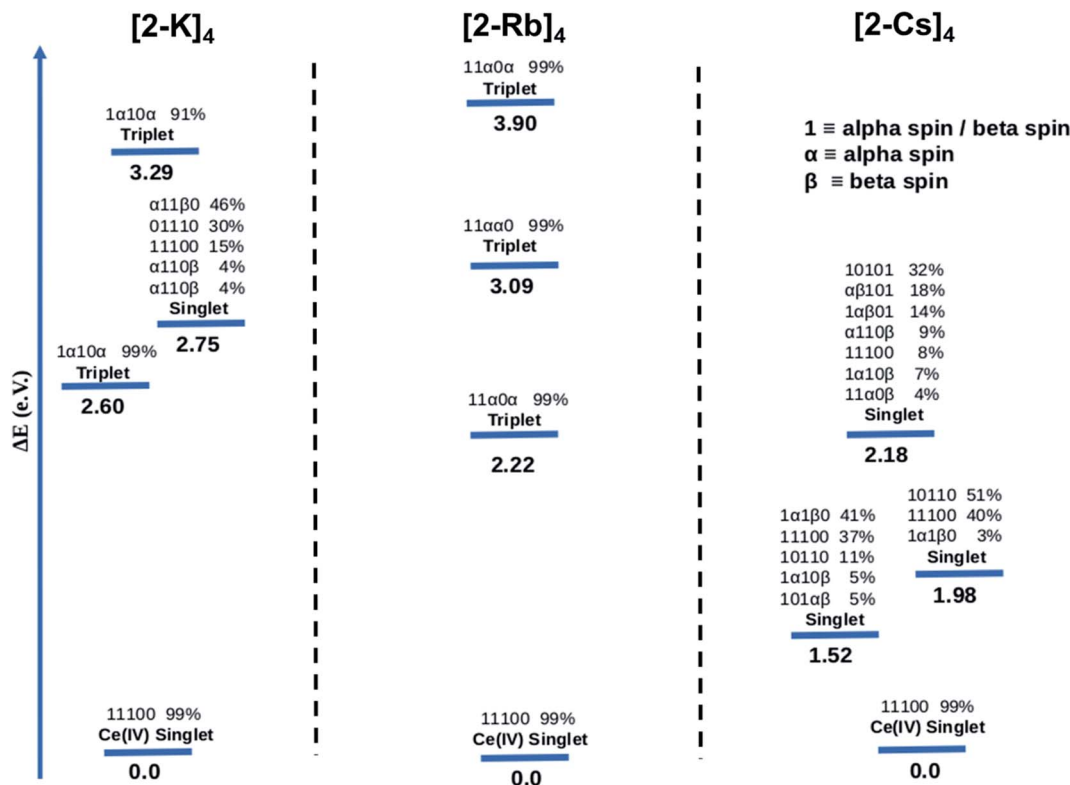 [2-K]4
[2-Rb]4
[2-Cs]4
ΔE (e.V.)
1α10α 91%
Triplet
3.29
α11β0 46%
01110 30%
11100 15%
α110β 4%
α110β 4%
Singlet
2.75
1α10α 99%
Triplet
2.60
11100 99%
Ce(IV) Singlet
0.0
11α0α 99%
Triplet
3.90
11αα0 99%
Triplet
3.09
11α0α 99%
Triplet
2.22
11100 99%
Ce(IV) Singlet
0.0
1 ≡ alpha spin / beta spin
α ≡ alpha spin
β ≡ beta spin
10101 32%
αβ101 18%
1αβ01 14%
α110β 9%
11100 8%
1α10β 7%
11α0β 4%
Singlet
2.18
1α1β0 41%
11100 37%
10110 11%
1α10β 5%
101αβ 5%
Singlet
1.52
10110 51%
11100 40%
1α1β0 3%
Singlet
1.98
11100 99%
Ce(IV) Singlet
0.0